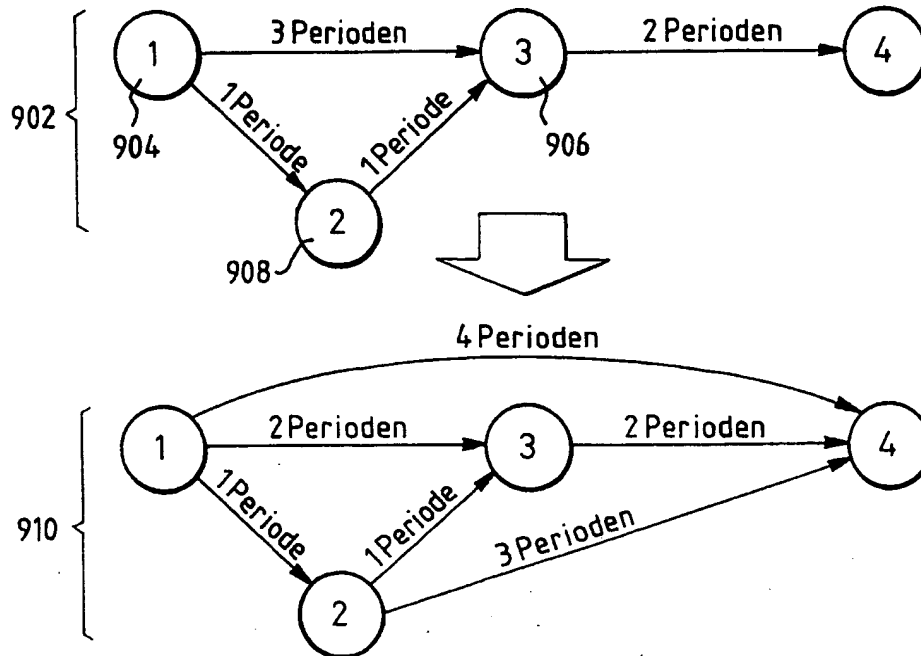 1
3 Perioden
3
2 Perioden
4
902
904
1 Periode
1 Periode
906
2
908
4 Perioden
1
2 Perioden
3
2 Perioden
4
910
1 Periode
1 Periode
3 Perioden
2